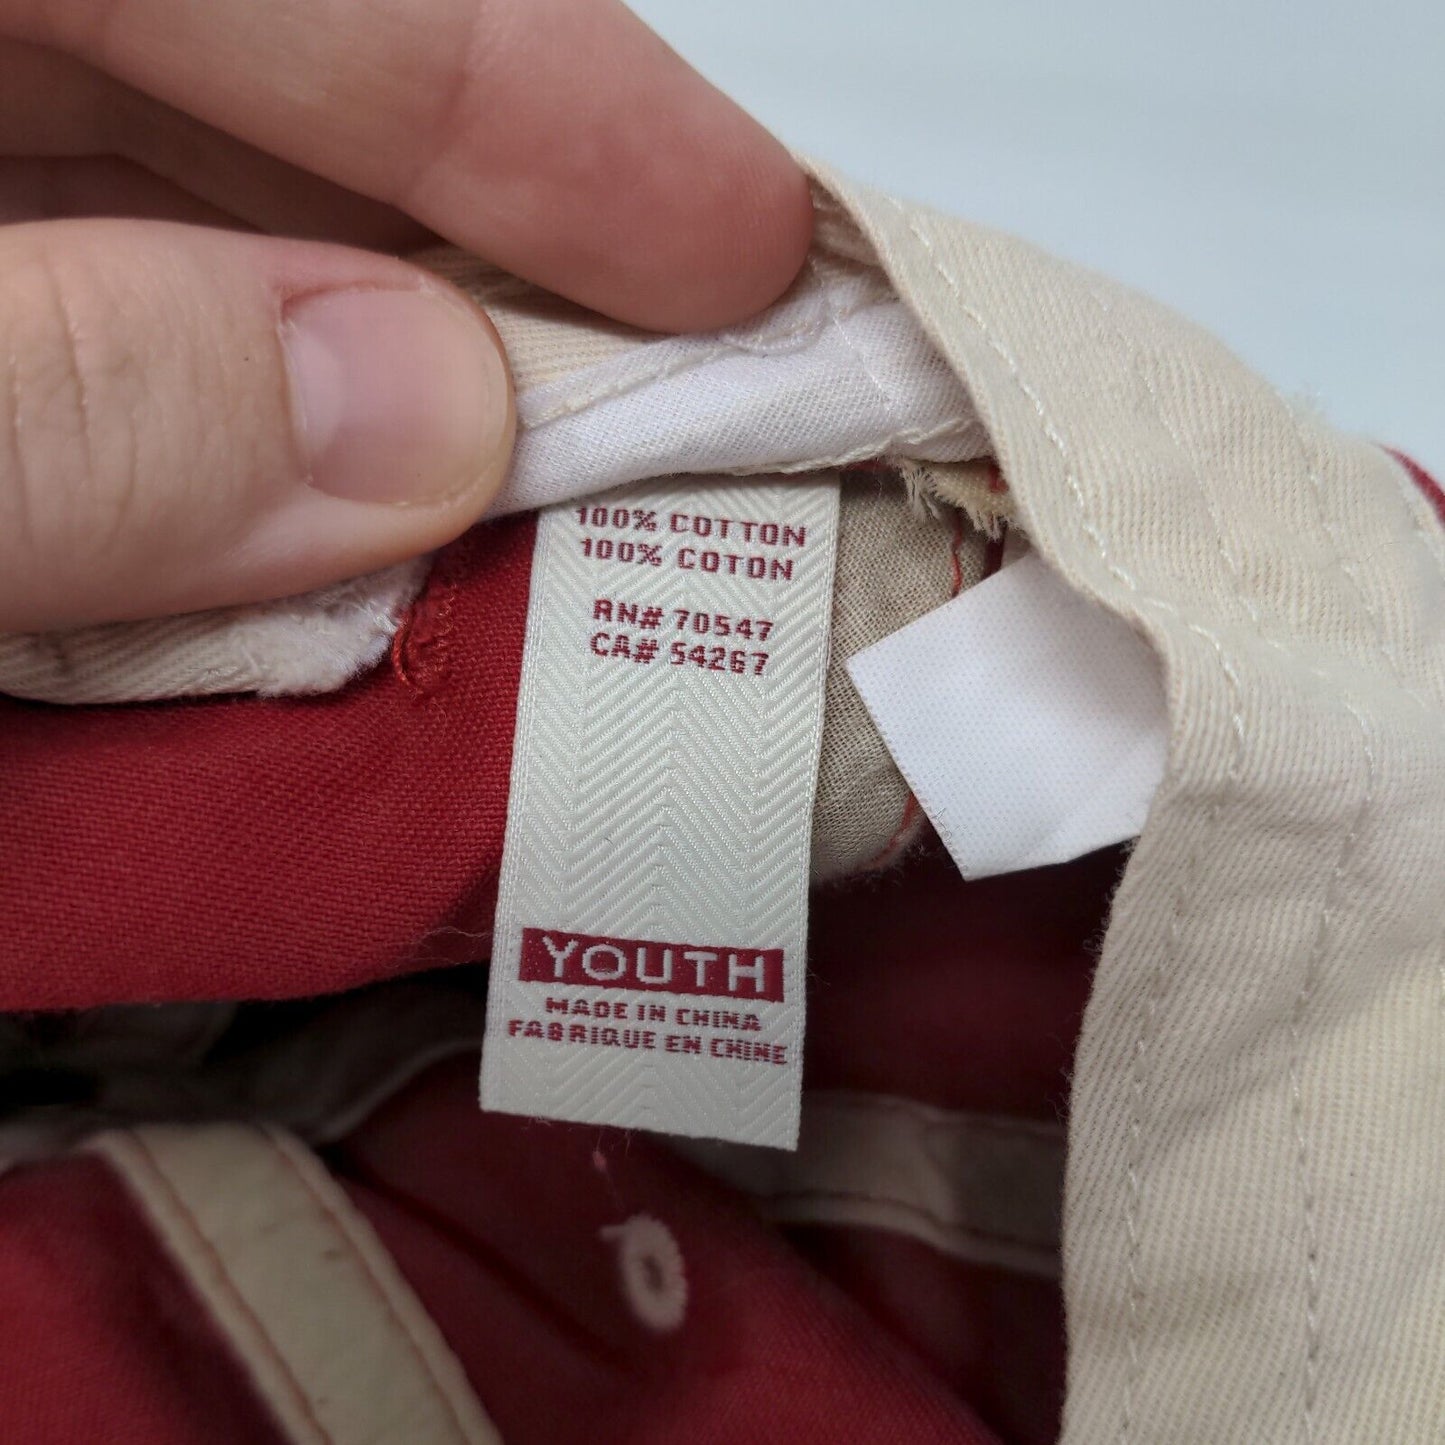 100% COTTON
100% COTON
RN# 70547
CA# 54267
YOUTH
MADE IN CHINA
FABRIQUE EN CHINE